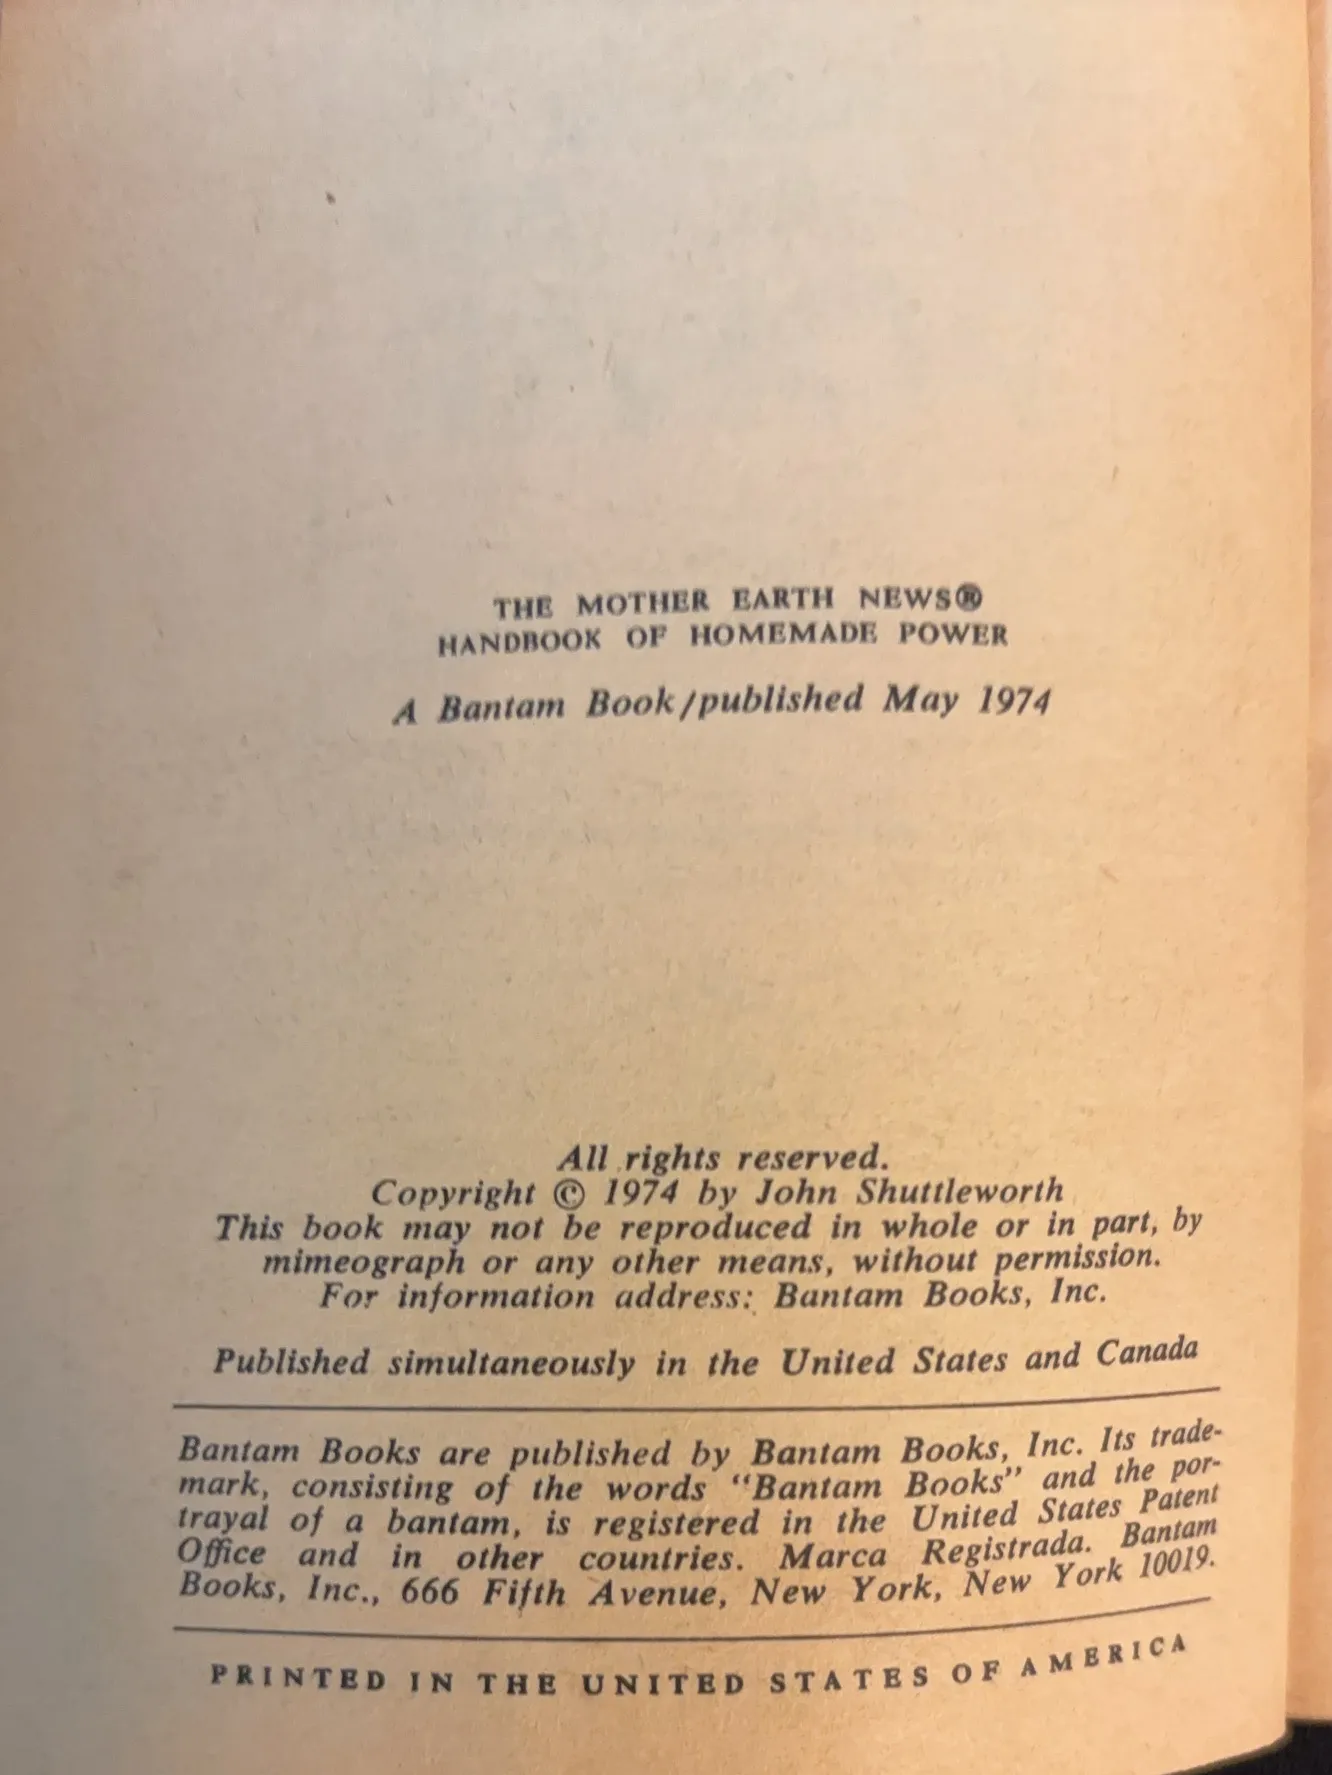 THE MOTHER EARTH NEWS®
HANDBOOK OF HOMEMADE POWER
A Bantam Book/published May 1974
All rights reserved.
Copyright © 1974 by John Shuttleworth
This book may not be reproduced in whole or in part, by
mimeograph or any other means, without permission.
For information address: Bantam Books, Inc.
Published simultaneously in the United States and Canada
Bantam Books are published by Bantam Books, Inc. Its trade-
mark, consisting of the words "Bantam Books" and the por-
trayal of a bantam, is registered in the United States Patent
Office and in other countries. Marca Registrada. Bantam
Books, Inc., 666 Fifth Avenue, New York, New York 10019.
PRINTED IN THE UNITED STATES OF AMERICA